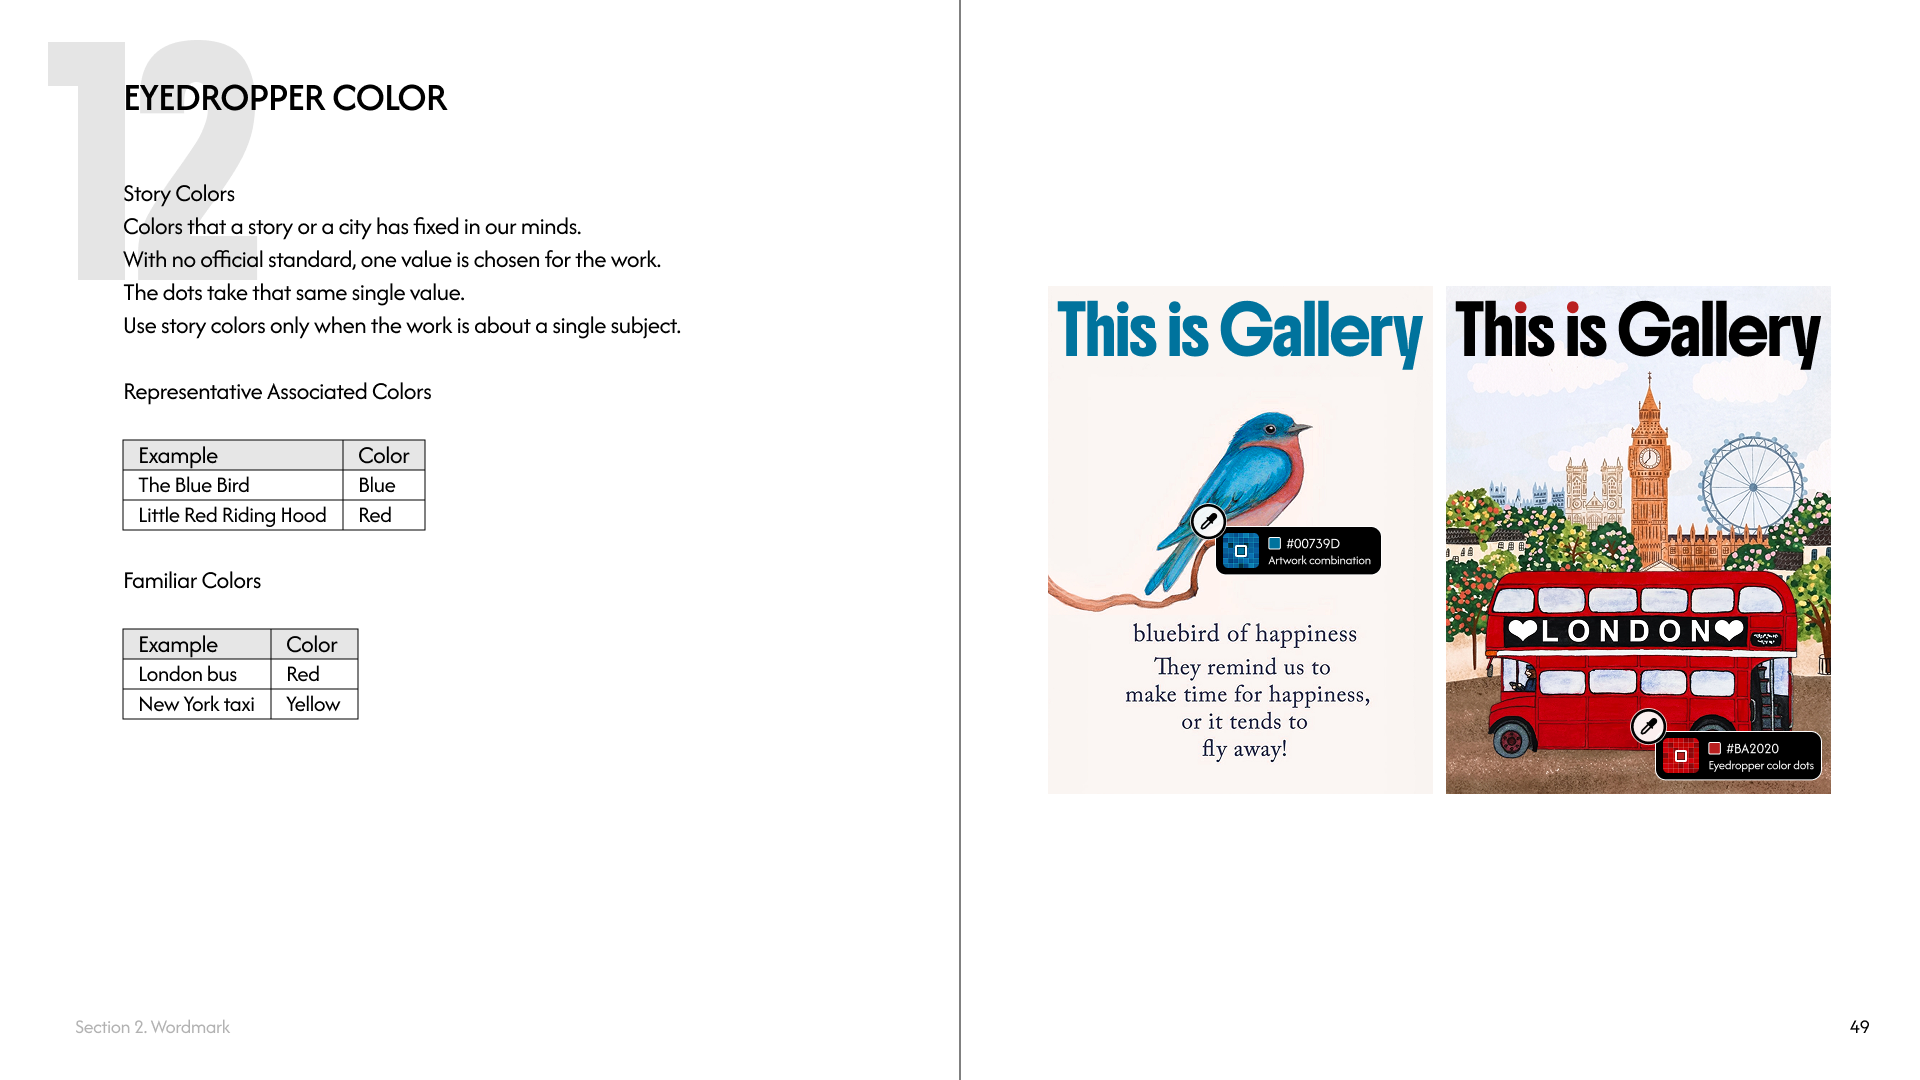 12
EYEDROPPER COLOR
Story Colors
Colors that a story or a city has fixed in our minds.
With no official standard, one value is chosen for the work.
The dots take that same single value.
Use story colors only when the work is about a single subject.
Representative Associated Colors
Example Color
The Blue Bird Blue
Little Red Riding Hood Red
Familiar Colors
Example Color
London bus Red
New York taxi Yellow
Section 2. Wordmark
This is Gallery
#00739D
Artwork combination
bluebird of happiness
They remind us to
make time for happiness,
or it tends to
fly away!
This is Gallery
LONDON
#BA2020
Eyedropper color dots
49